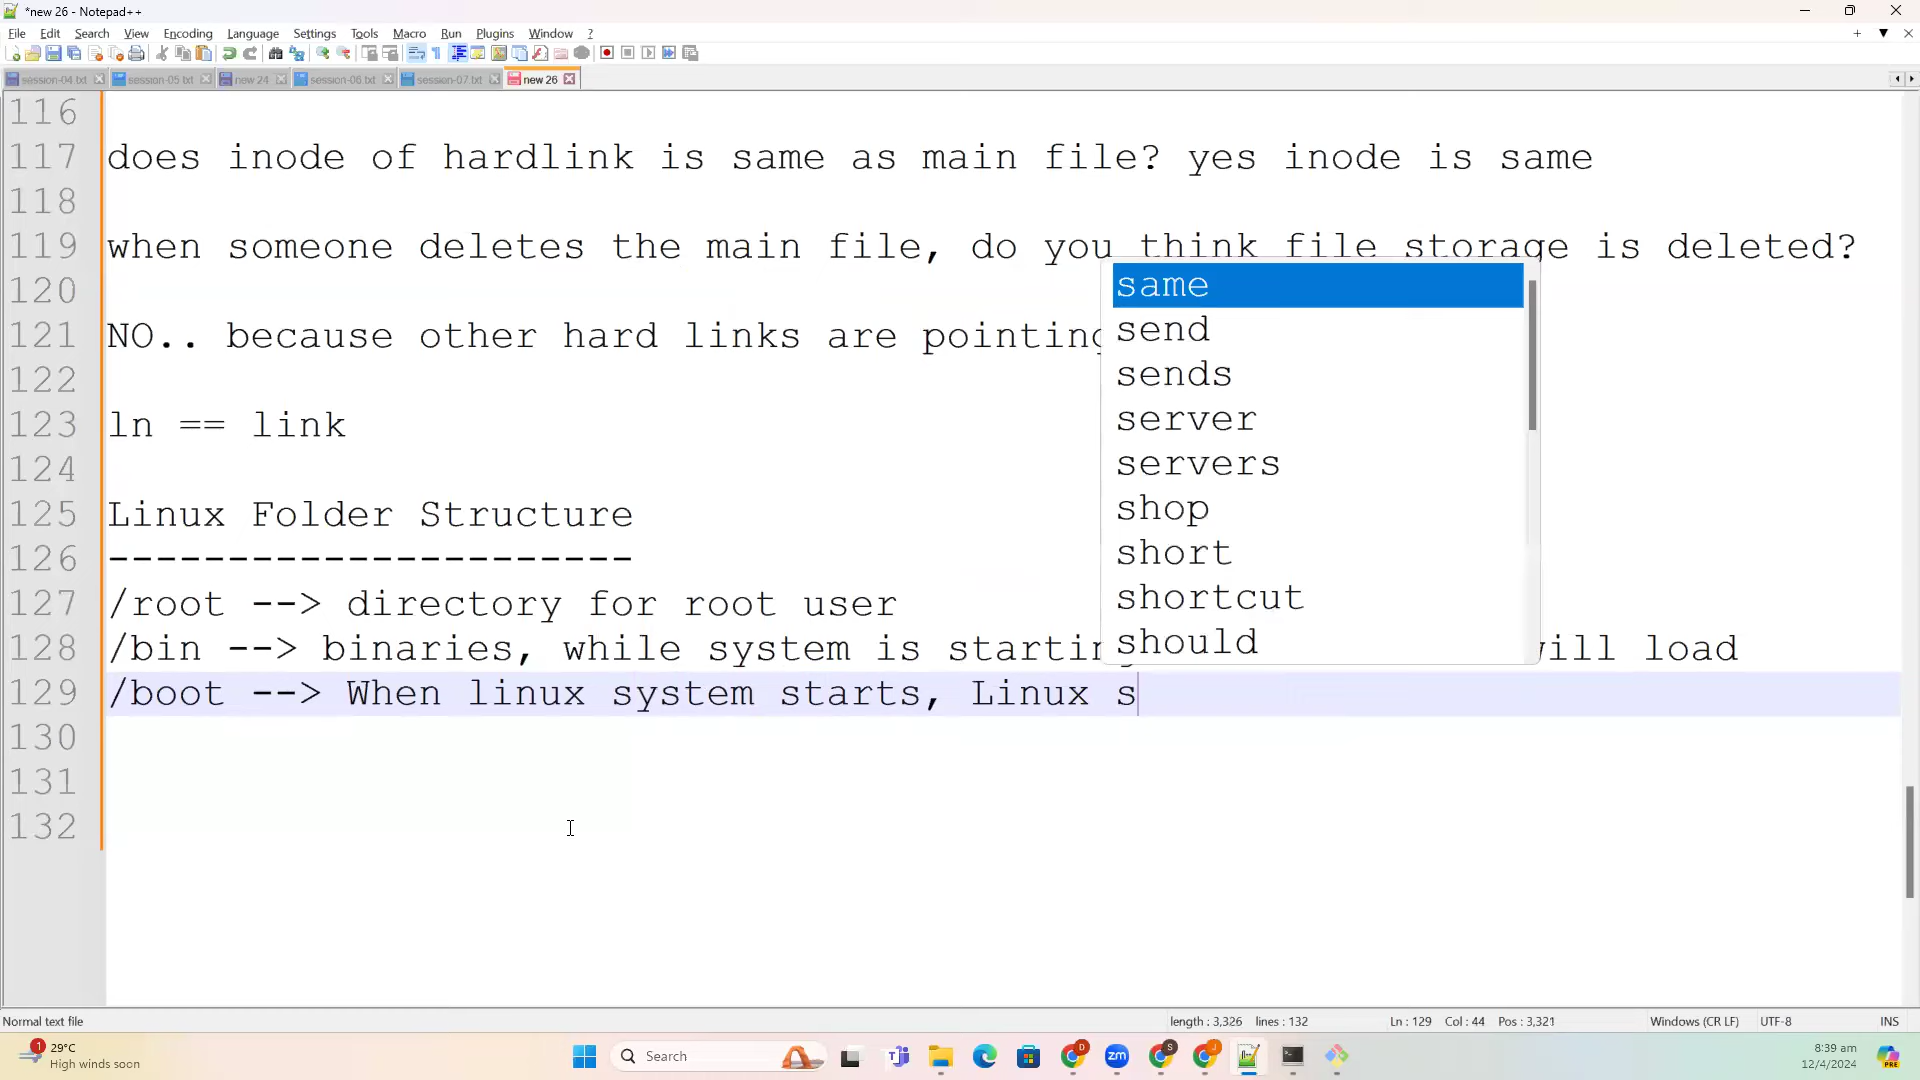 *new 26 - Notepad++
File Edit Search View Encoding Language Settings Tools Macro Run Plugins Window ?
session-04.txt session-05.txt new 24 session-06.txt session-07.txt new 26
116
117 does inode of hardlink is same as main file? yes inode is same
118
119 when someone deletes the main file, do you think file storage is deleted?
120
121 NO.. because other hard links are pointing
122
123 ln == link
124
125 Linux Folder Structure
126 ----------------------
127 /root --> directory for root user
128 /bin --> binaries, while system is starting will load
129 /boot --> When linux system starts, Linux s
130
131
132
same
send
sends
server
servers
shop
short
shortcut
should
Normal text file length : 3,326 lines : 132 Ln : 129 Col : 44 Pos : 3,321 Windows (CR LF) UTF-8 INS
1 29°C
High winds soon
Search
D
zm
S
J
PRE
8:39 am
12/4/2024